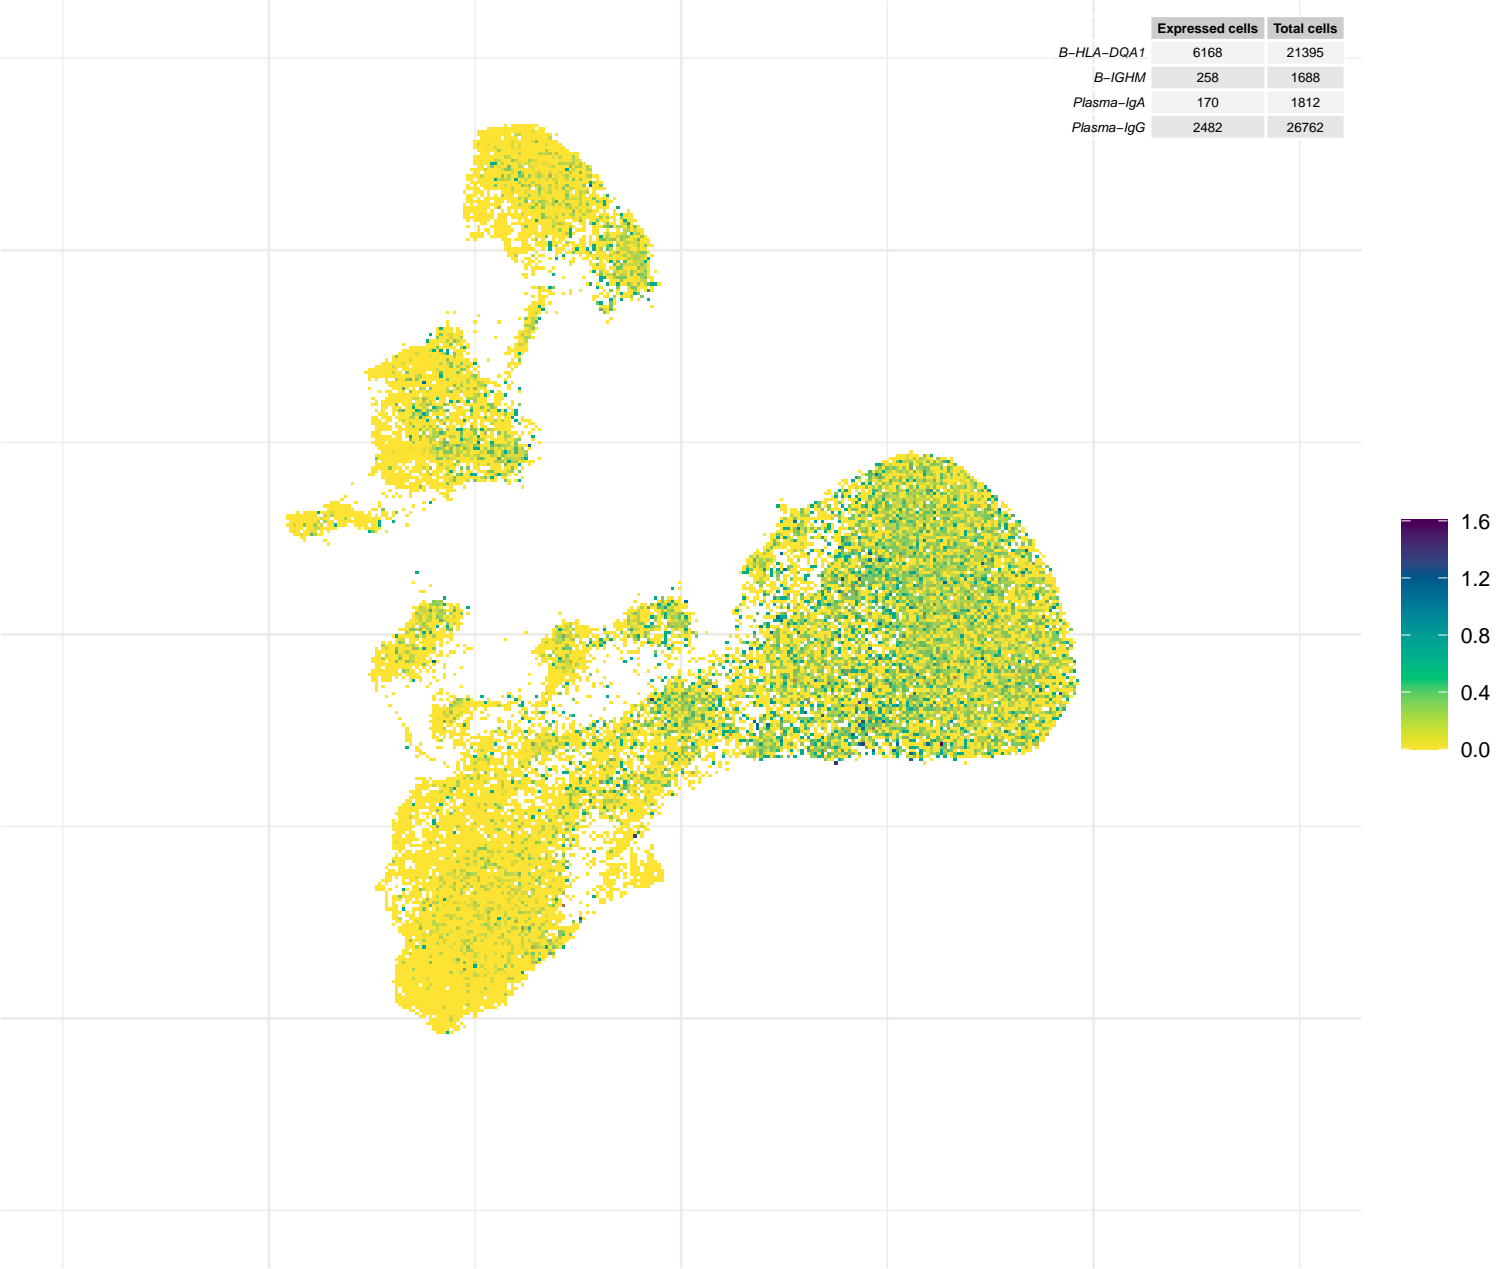 Expressed cells Total cells
B−HLA−DQA1 6168 21395
B−IGHM 258 1688
Plasma−IgA 170 1812
Plasma−IgG 2482 26762
1.6
1.2
0.8
0.4
0.0